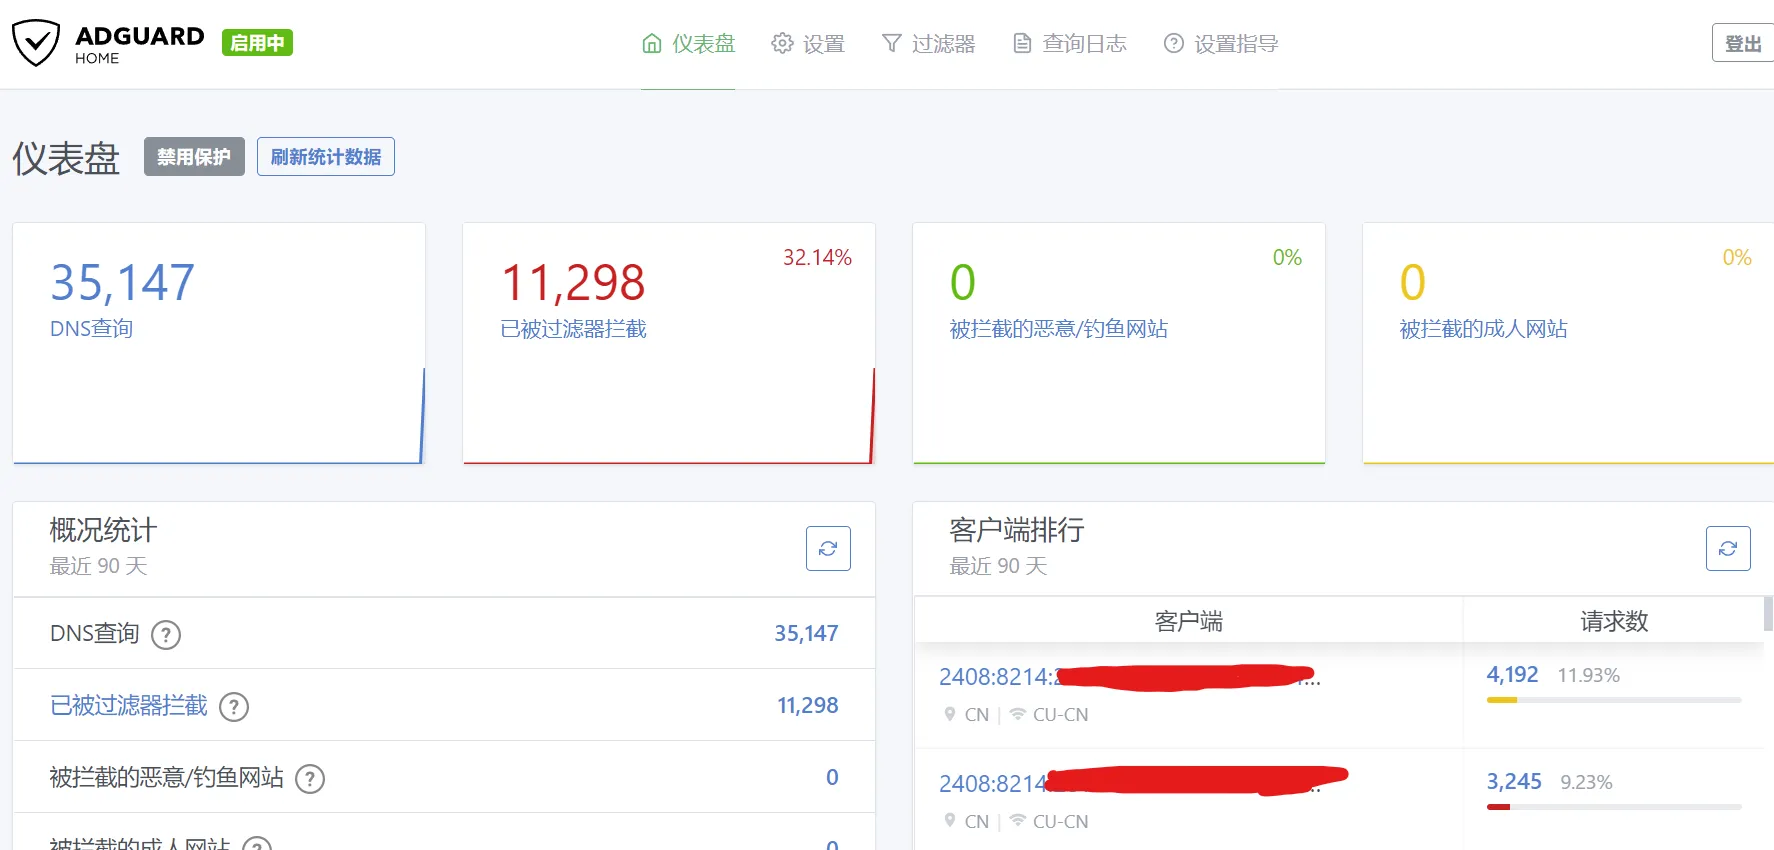 ADGUARD
HOME
启用中
仪表盘
设置
过滤器
查询日志
设置指导
登出
仪表盘
禁用保护
刷新统计数据
35,147
DNS查询
32.14%
11,298
已被过滤器拦截
0%
0
被拦截的恶意/钓鱼网站
0%
0
被拦截的成人网站
概况统计
最近 90 天
DNS查询 ?
35,147
已被过滤器拦截 ?
11,298
被拦截的恶意/钓鱼网站 ?
0
被拦截的成人网站 ?
0
客户端排行
最近 90 天
客户端
请求数
2408:8214:
4,192 11.93%
CN | CU-CN
2408:8214
3,245 9.23%
CN | CU-CN